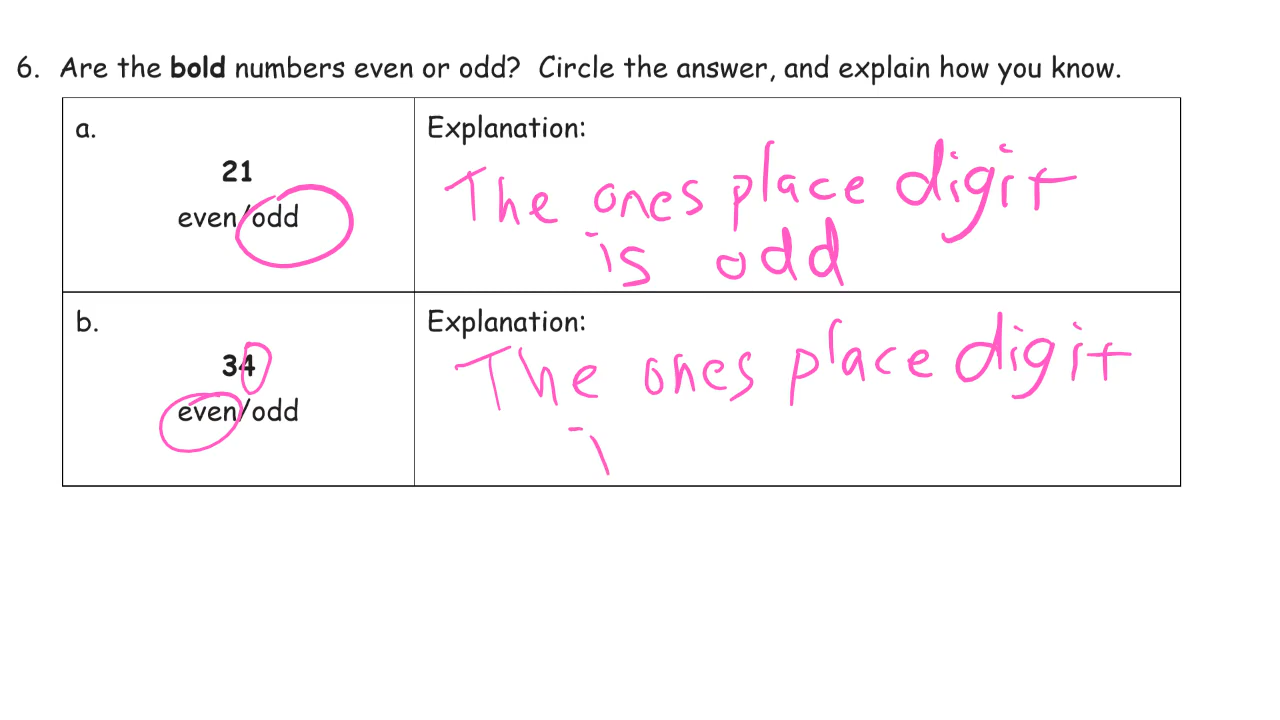 6. Are the bold numbers even or odd? Circle the answer, and explain how you know.
a.
21
even/odd
Explanation:
The ones place digit
is odd
b.
34
even/odd
Explanation:
The ones place digit
i